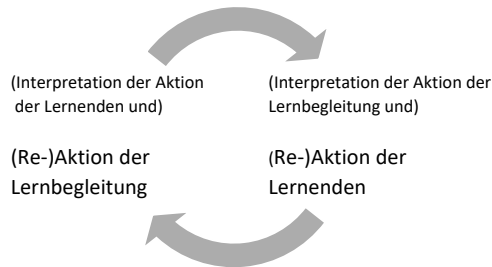 (Interpretation der Aktion
der Lernenden und)
(Re-)Aktion der
Lernbegleitung
(Interpretation der Aktion der
Lernbegleitung und)
(Re-)Aktion der
Lernenden